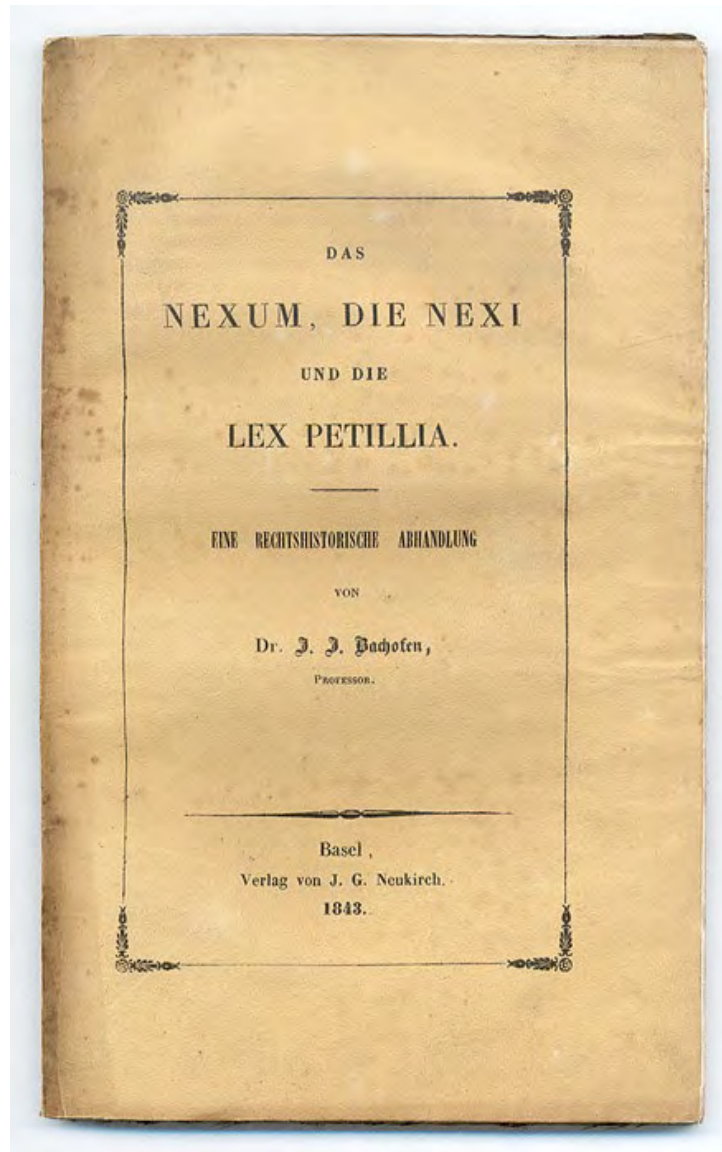 DAS
NEXUM, DIE NEXI
UND DIE
LEX PETILLIA.
EINE RECHTSHISTORISCHE ABHANDLUNG
VON
Dr. J. J. Bachofen,
PROFESSOR.
Basel,
Verlag von J. G. Neukirch.
1843.